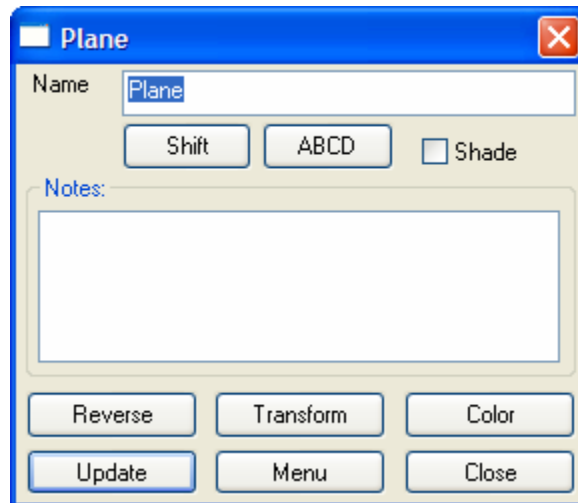 Plane
Name Plane
Shift ABCD Shade
Notes:
Reverse Transform Color
Update Menu Close